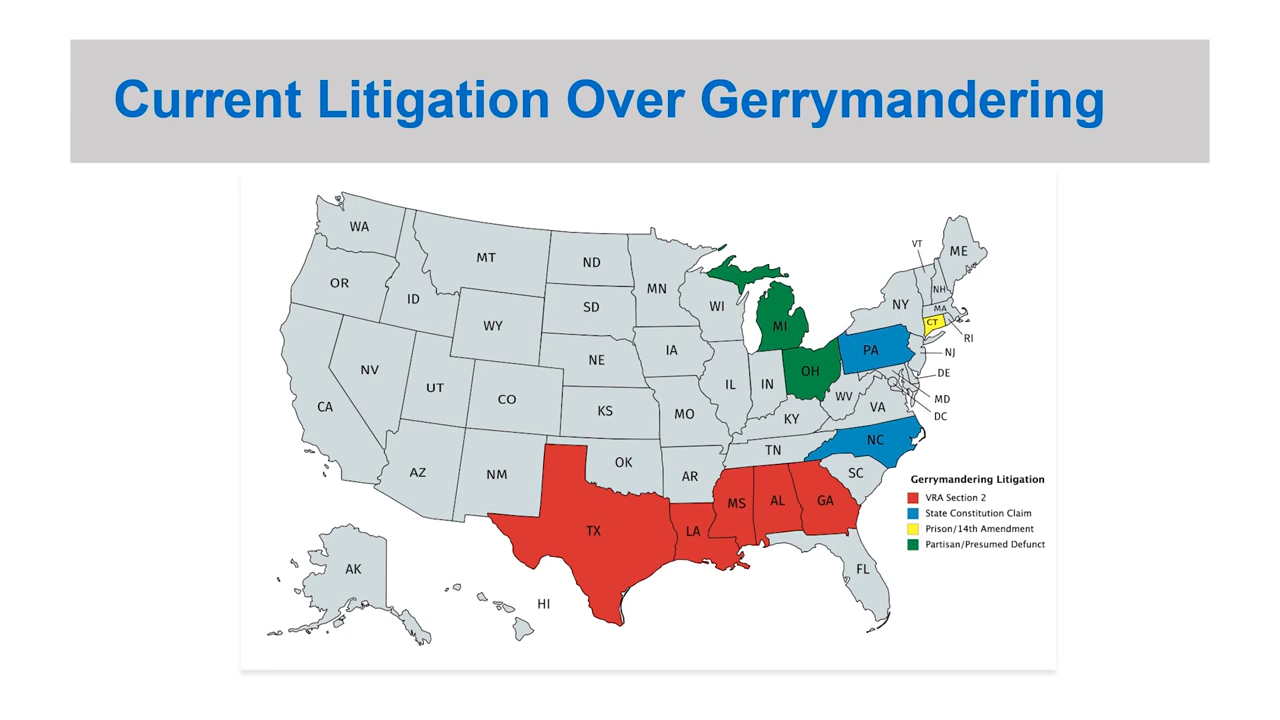 Current Litigation Over Gerrymandering
WA
MT
ND
MN
VT
ME
OR
ID
SD
WI
NH
WY
NY
MA
MI
CT
RI
NE
IA
PA
NJ
NV
UT
CO
IL
IN
OH
DE
CA
KS
MO
WV
VA
MD
KY
DC
NC
TN
AZ
NM
OK
AR
SC
TX
LA
MS
AL
GA
Gerrymandering Litigation
VRA Section 2
State Constitution Claim
Prison/14th Amendment
Partisan/Presumed Defunct
AK
HI
FL